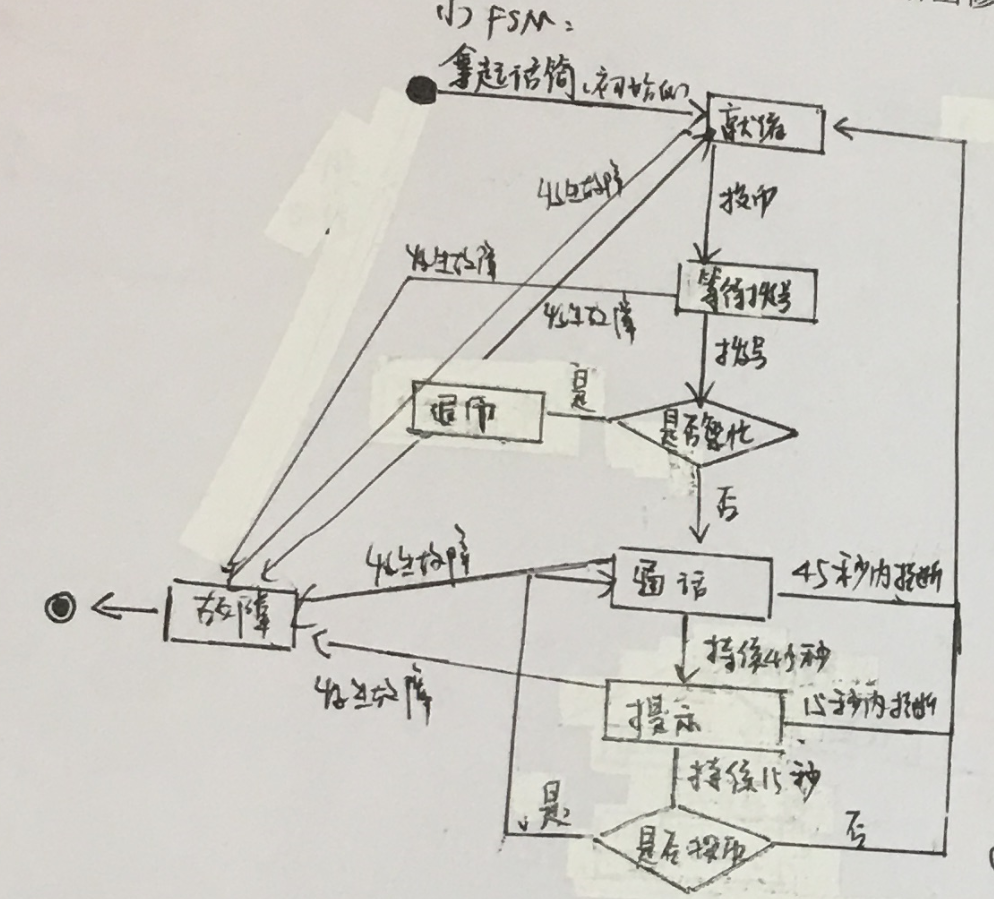 (1) FSM:
拿起话筒(初始化)
就绪
发生故障
投币
发生故障
等待拨号
发生故障
拨号
退币
是
是否繁忙
否
发生故障
通话
45秒内挂断
故障
持续45秒
发生故障
提示
15秒内挂断
持续15秒
是
是否投币
否